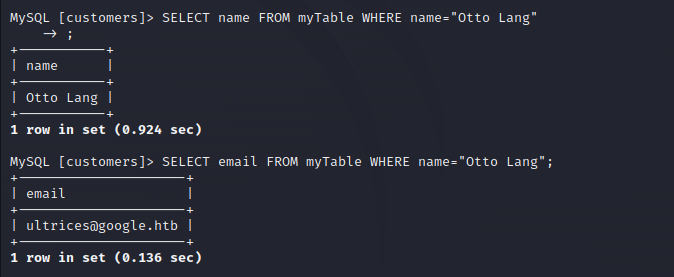 MySQL [customers]> SELECT name FROM myTable WHERE name="Otto Lang"
    -> ;
+-----------+
| name      |
+-----------+
| Otto Lang |
+-----------+
1 row in set (0.924 sec)

MySQL [customers]> SELECT email FROM myTable WHERE name="Otto Lang";
+---------------------+
| email               |
+---------------------+
| ultrices@google.htb |
+---------------------+
1 row in set (0.136 sec)